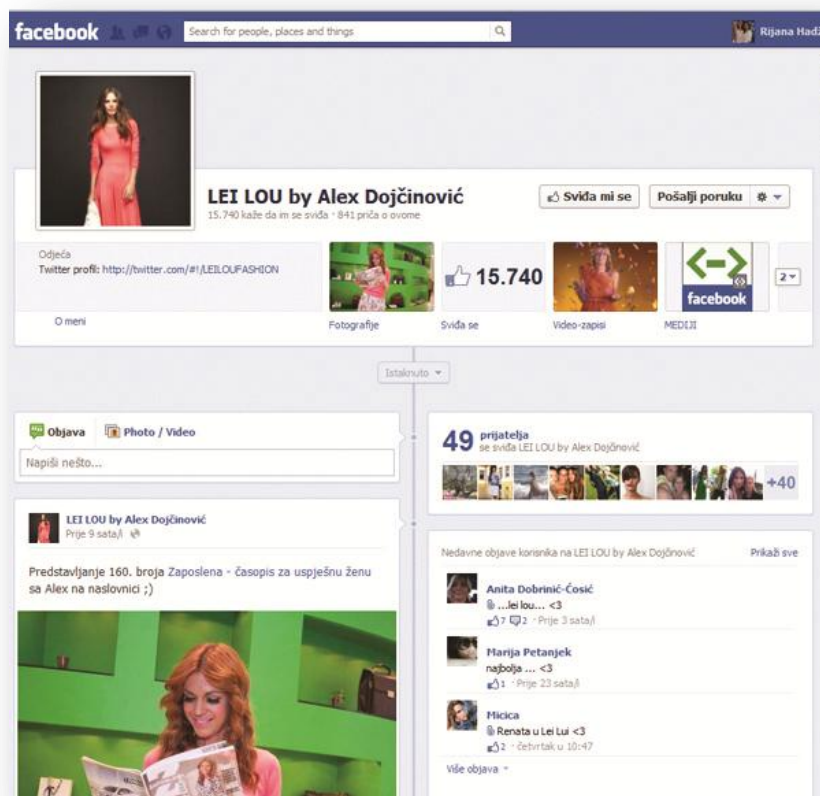 facebook
Search for people, places and things
Rijana Hadž
LEI LOU by Alex Dojčinović
15.740 kaže da im se sviđa · 841 priča o ovome
Sviđa mi se
Pošalji poruku
Odjeća
Twitter profil: http://twitter.com/#!/LEILOUFASHION
O meni
Fotografije
15.740
Sviđa se
Video-zapisi
facebook
MEDIJI
2
Istaknuto
Objava
Photo / Video
Napiši nešto...
LEI LOU by Alex Dojčinović
Prije 9 sata/i
Predstavljanje 160. broja Zaposlena - časopis za uspješnu ženu
sa Alex na naslovnici ;)
49 prijatelja
se sviđa LEI LOU by Alex Dojčinović
+40
Nedavne objave korisnika na LEI LOU by Alex Dojčinović
Prikaži sve
Anita Dobrinić-Ćosić
...lei lou... <3
7 2 · Prije 3 sata/i
Marija Petanjek
najbolja ... <3
1 · Prije 23 sata/i
Micica
Renata u Lei Lui <3
2 · četvrtak u 10:47
Više objava